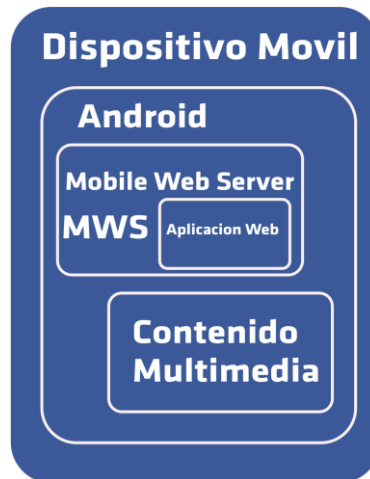 Dispositivo Movil
Android
Mobile Web Server
MWS
Aplicacion Web
Contenido
Multimedia